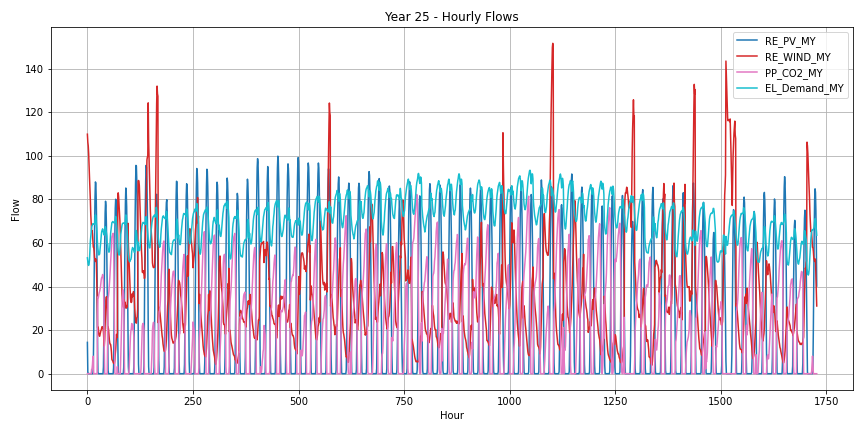 Year 25 - Hourly Flows
RE_PV_MY
RE_WIND_MY
PP_CO2_MY
EL_Demand_MY
140
120
100
80
60
40
20
0
Flow
0
250
500
750
1000
1250
1500
1750
Hour